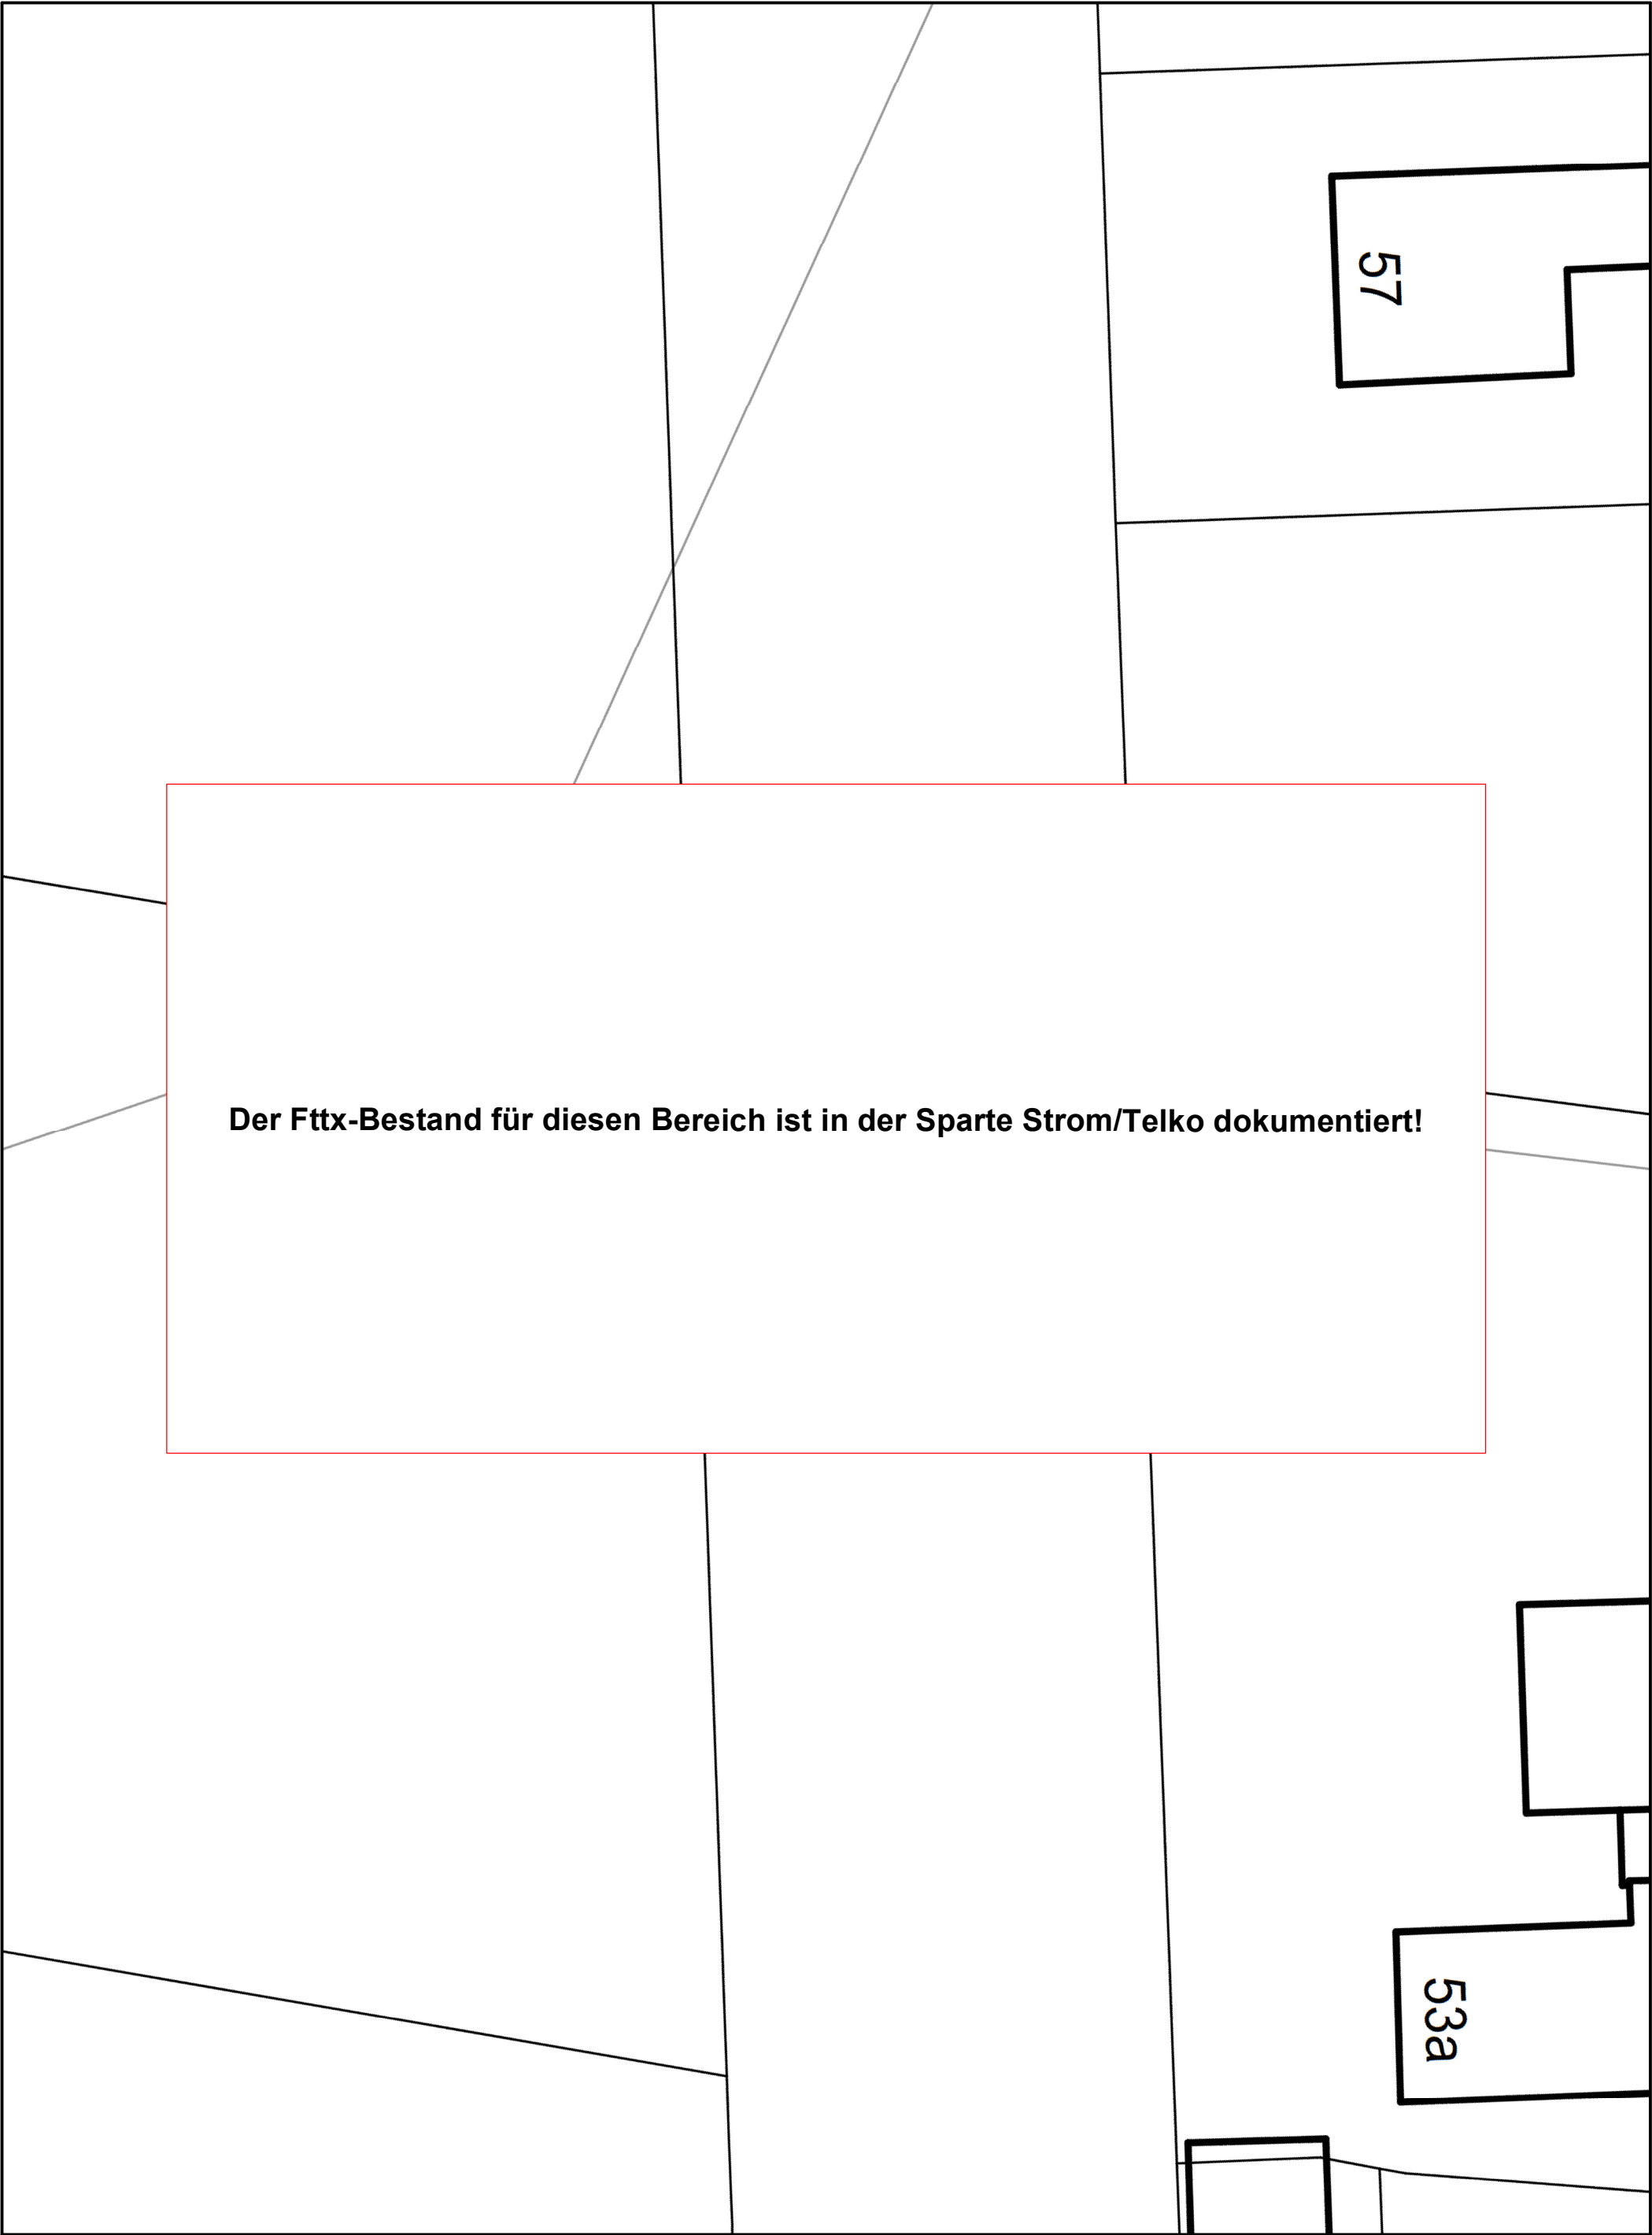 57
Der Fttx-Bestand für diesen Bereich ist in der Sparte Strom/Telko dokumentiert!
53a